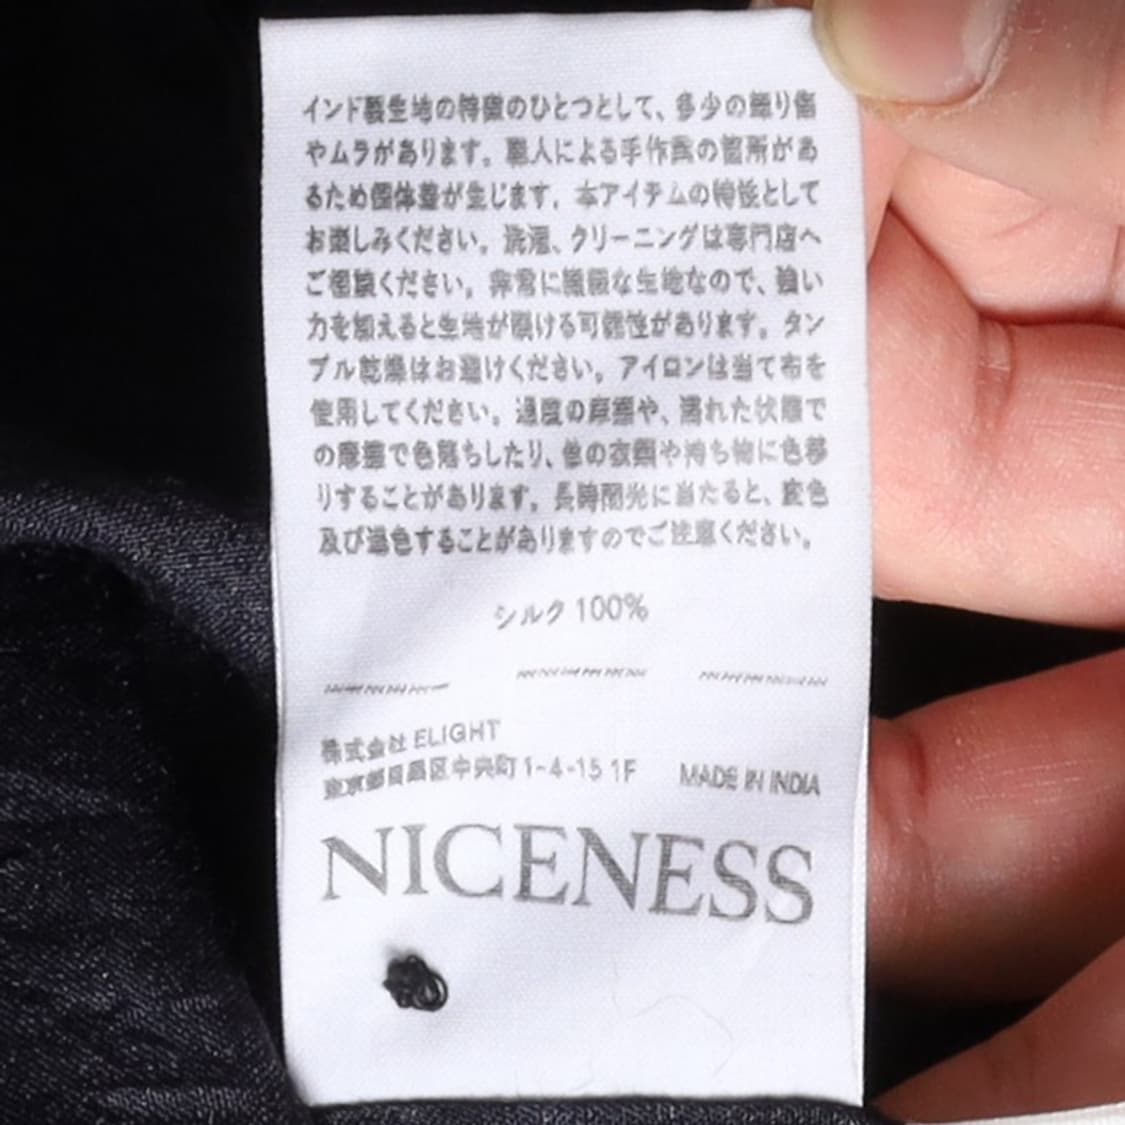 インド製生地の特徴のひとつとして、多少の織り傷
やムラがあります。職人による手作業の箇所があ
るため個体差が生じます。本アイテムの特性として
お楽しみください。洗濯、クリーニングは専門店へ
ご相談ください。非常に繊細な生地なので、強い
力を加えると生地が裂ける可能性があります。タン
ブル乾燥はお避けください。アイロンは当て布を
使用してください。過度の摩擦や、濡れた状態で
の摩擦で色落ちしたり、他の衣類や持ち物に色移
りすることがあります。長時間光に当たると、変色
及び退色することがありますのでご注意ください。
シルク 100%
株式会社 ELIGHT
東京都目黒区中央町 1-4-15 1F MADE IN INDIA
NICENESS